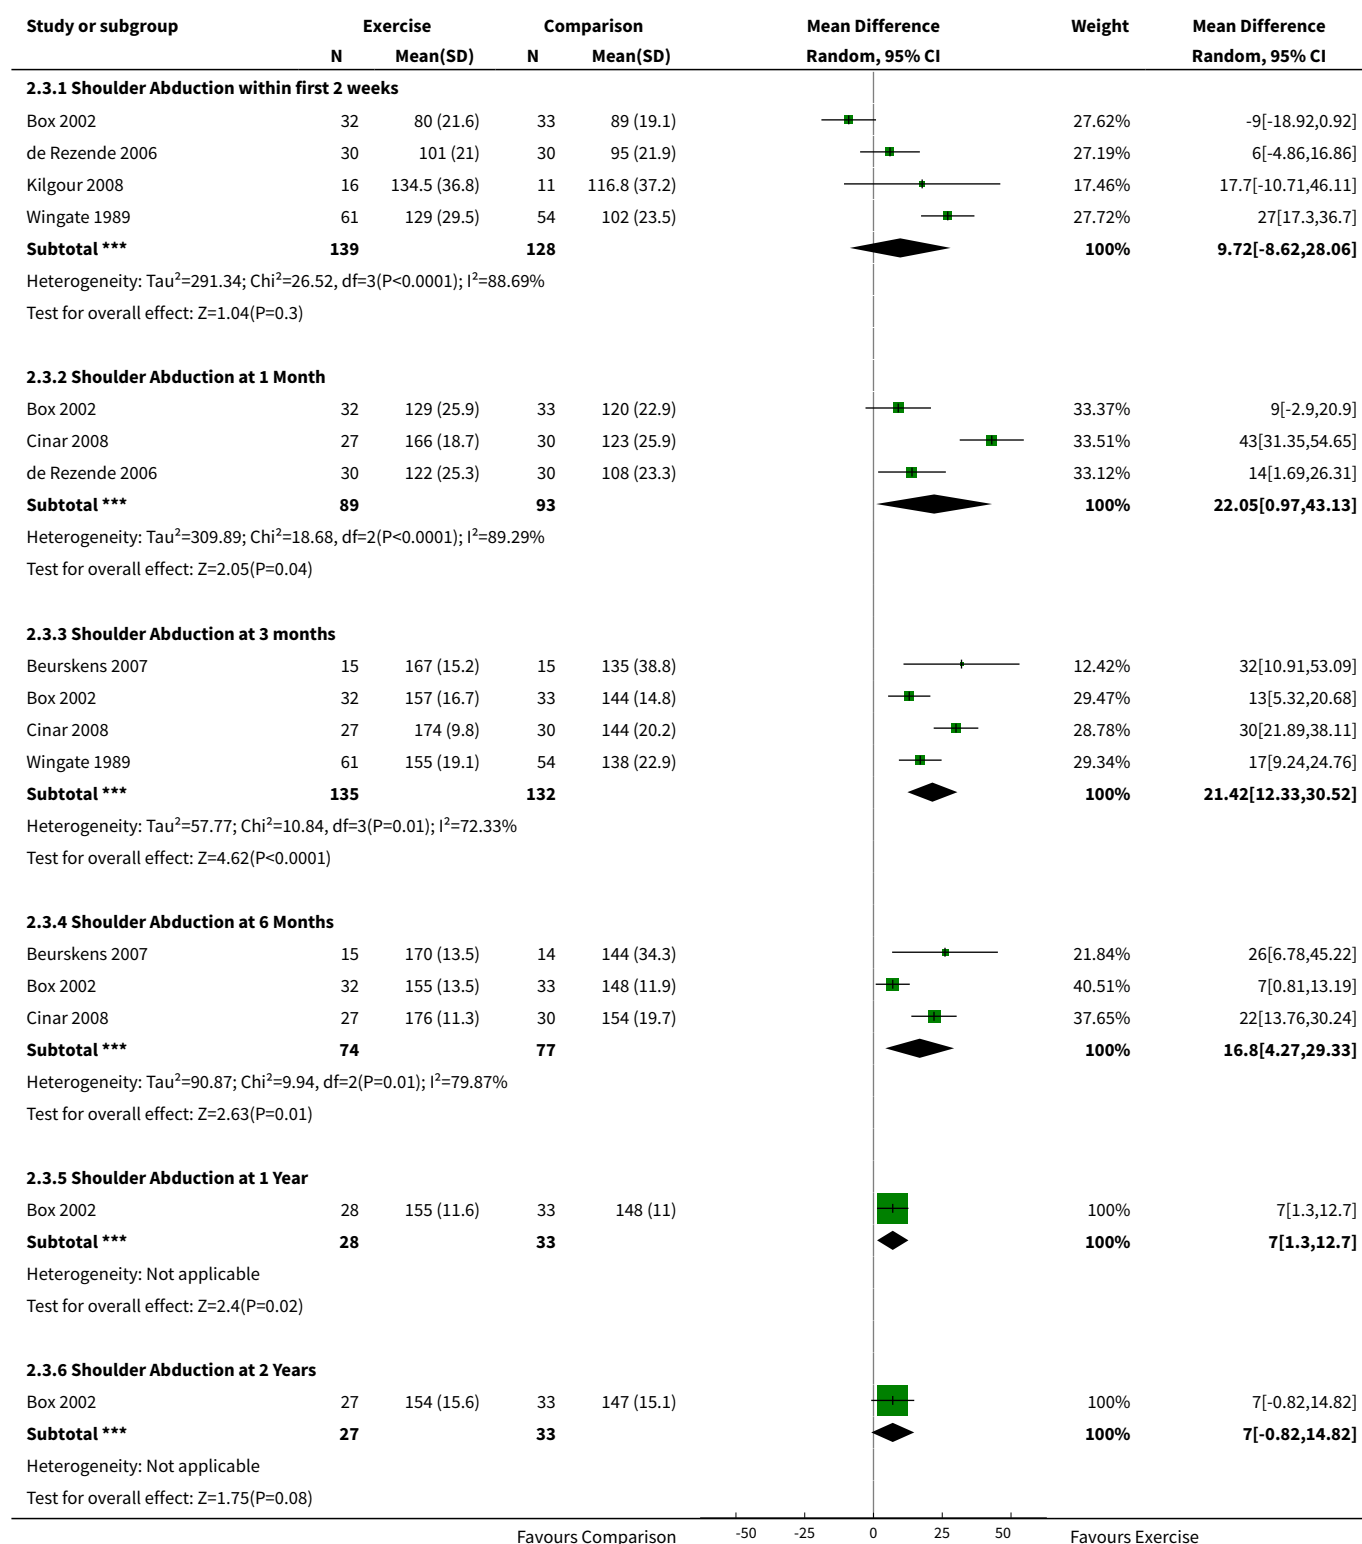 Study or subgroup Exercise Comparison Mean Difference Weight Mean Difference
N Mean(SD) N Mean(SD) Random, 95% CI Random, 95% CI
2.3.1 Shoulder Abduction within first 2 weeks
Box 2002 32 80 (21.6) 33 89 (19.1) 27.62% -9[-18.92,0.92]
de Rezende 2006 30 101 (21) 30 95 (21.9) 27.19% 6[-4.86,16.86]
Kilgour 2008 16 134.5 (36.8) 11 116.8 (37.2) 17.46% 17.7[-10.71,46.11]
Wingate 1989 61 129 (29.5) 54 102 (23.5) 27.72% 27[17.3,36.7]
Subtotal *** 139 128 100% 9.72[-8.62,28.06]
Heterogeneity: Tau²=291.34; Chi²=26.52, df=3(P<0.0001); I²=88.69%
Test for overall effect: Z=1.04(P=0.3)
2.3.2 Shoulder Abduction at 1 Month
Box 2002 32 129 (25.9) 33 120 (22.9) 33.37% 9[-2.9,20.9]
Cinar 2008 27 166 (18.7) 30 123 (25.9) 33.51% 43[31.35,54.65]
de Rezende 2006 30 122 (25.3) 30 108 (23.3) 33.12% 14[1.69,26.31]
Subtotal *** 89 93 100% 22.05[0.97,43.13]
Heterogeneity: Tau²=309.89; Chi²=18.68, df=2(P<0.0001); I²=89.29%
Test for overall effect: Z=2.05(P=0.04)
2.3.3 Shoulder Abduction at 3 months
Beurskens 2007 15 167 (15.2) 15 135 (38.8) 12.42% 32[10.91,53.09]
Box 2002 32 157 (16.7) 33 144 (14.8) 29.47% 13[5.32,20.68]
Cinar 2008 27 174 (9.8) 30 144 (20.2) 28.78% 30[21.89,38.11]
Wingate 1989 61 155 (19.1) 54 138 (22.9) 29.34% 17[9.24,24.76]
Subtotal *** 135 132 100% 21.42[12.33,30.52]
Heterogeneity: Tau²=57.77; Chi²=10.84, df=3(P=0.01); I²=72.33%
Test for overall effect: Z=4.62(P<0.0001)
2.3.4 Shoulder Abduction at 6 Months
Beurskens 2007 15 170 (13.5) 14 144 (34.3) 21.84% 26[6.78,45.22]
Box 2002 32 155 (13.5) 33 148 (11.9) 40.51% 7[0.81,13.19]
Cinar 2008 27 176 (11.3) 30 154 (19.7) 37.65% 22[13.76,30.24]
Subtotal *** 74 77 100% 16.8[4.27,29.33]
Heterogeneity: Tau²=90.87; Chi²=9.94, df=2(P=0.01); I²=79.87%
Test for overall effect: Z=2.63(P=0.01)
2.3.5 Shoulder Abduction at 1 Year
Box 2002 28 155 (11.6) 33 148 (11) 100% 7[1.3,12.7]
Subtotal *** 28 33 100% 7[1.3,12.7]
Heterogeneity: Not applicable
Test for overall effect: Z=2.4(P=0.02)
2.3.6 Shoulder Abduction at 2 Years
Box 2002 27 154 (15.6) 33 147 (15.1) 100% 7[-0.82,14.82]
Subtotal *** 27 33 100% 7[-0.82,14.82]
Heterogeneity: Not applicable
Test for overall effect: Z=1.75(P=0.08)
Favours Comparison -50 -25 0 25 50 Favours Exercise